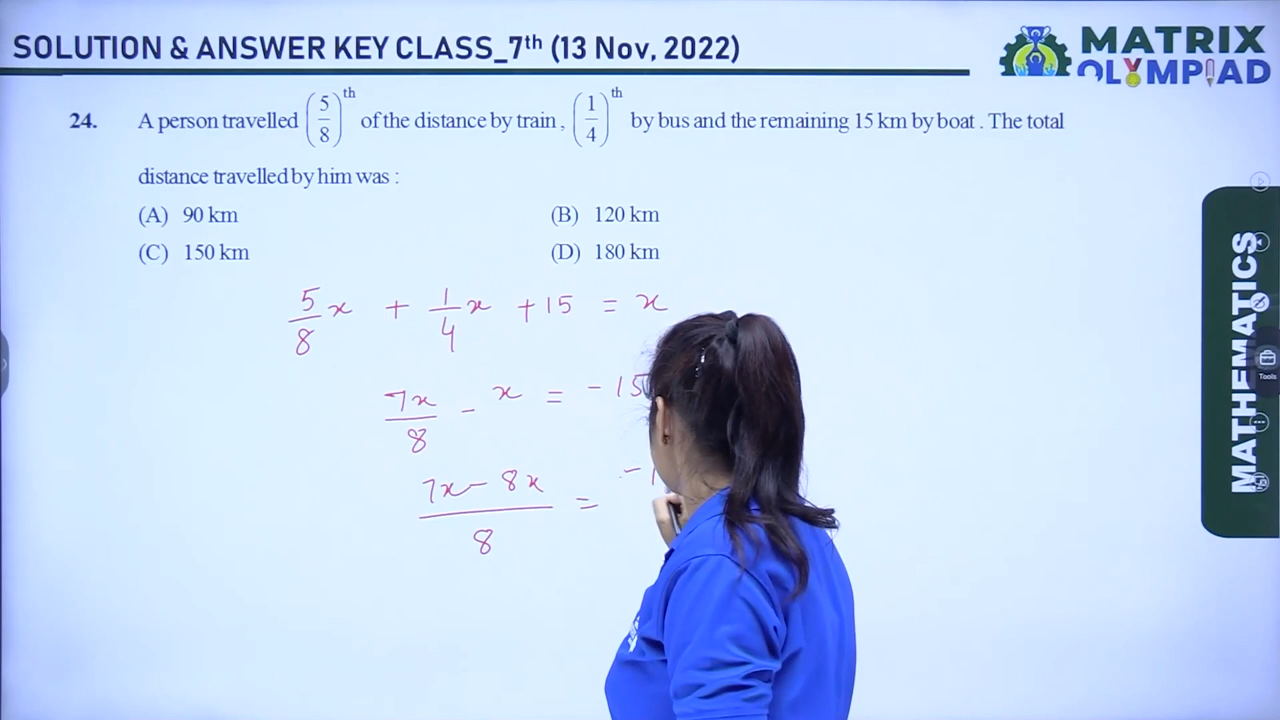 SOLUTION & ANSWER KEY CLASS_7th (13 Nov, 2022)
MATRIX
OLYMPIAD
24. A person travelled (5/8)^th of the distance by train, (1/4)^th by bus and the remaining 15 km by boat. The total
distance travelled by him was :
(A) 90 km (B) 120 km
(C) 150 km (D) 180 km
5/8 x + 1/4 x + 15 = x
7x/8 - x = -15
(7x - 8x)/8 = -1
MATHEMATICS
Tools